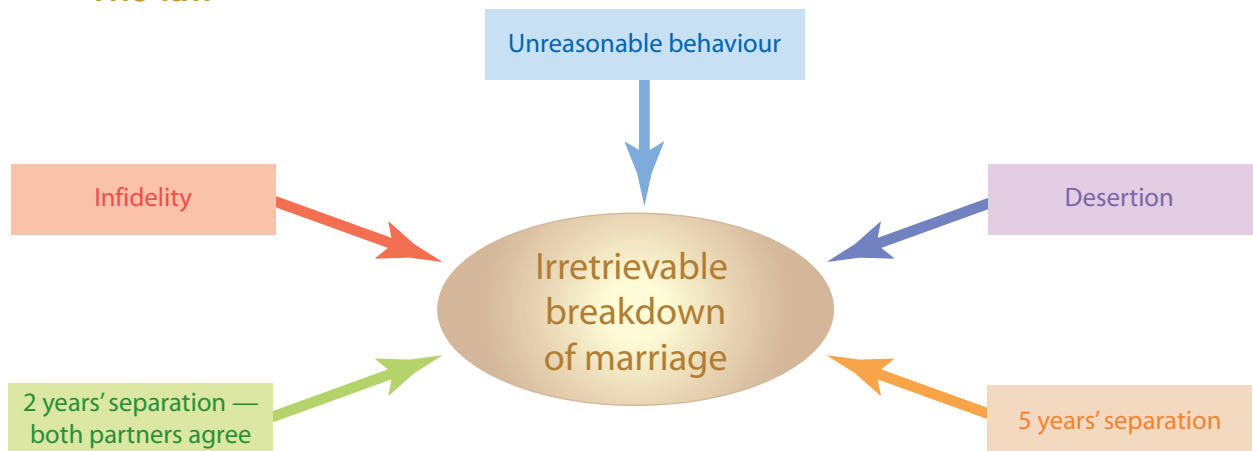 Unreasonable behaviour
Infidelity
Desertion
Irretrievable
breakdown
of marriage
2 years’ separation —
both partners agree
5 years’ separation